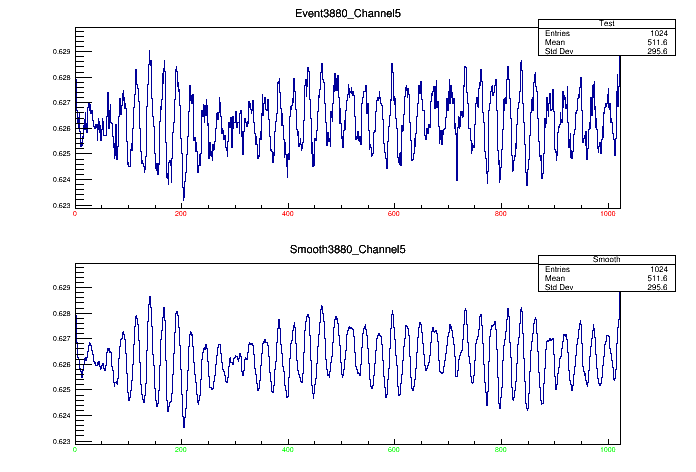 Event3880_Channel5
Test
Entries 1024
Mean 511.6
Std Dev 295.6
0.629
0.628
0.627
0.626
0.625
0.624
0.623
0 200 400 600 800 1000
Smooth3880_Channel5
Smooth
Entries 1024
Mean 511.6
Std Dev 295.6
0.629
0.628
0.627
0.626
0.625
0.624
0.623
0 200 400 600 800 1000